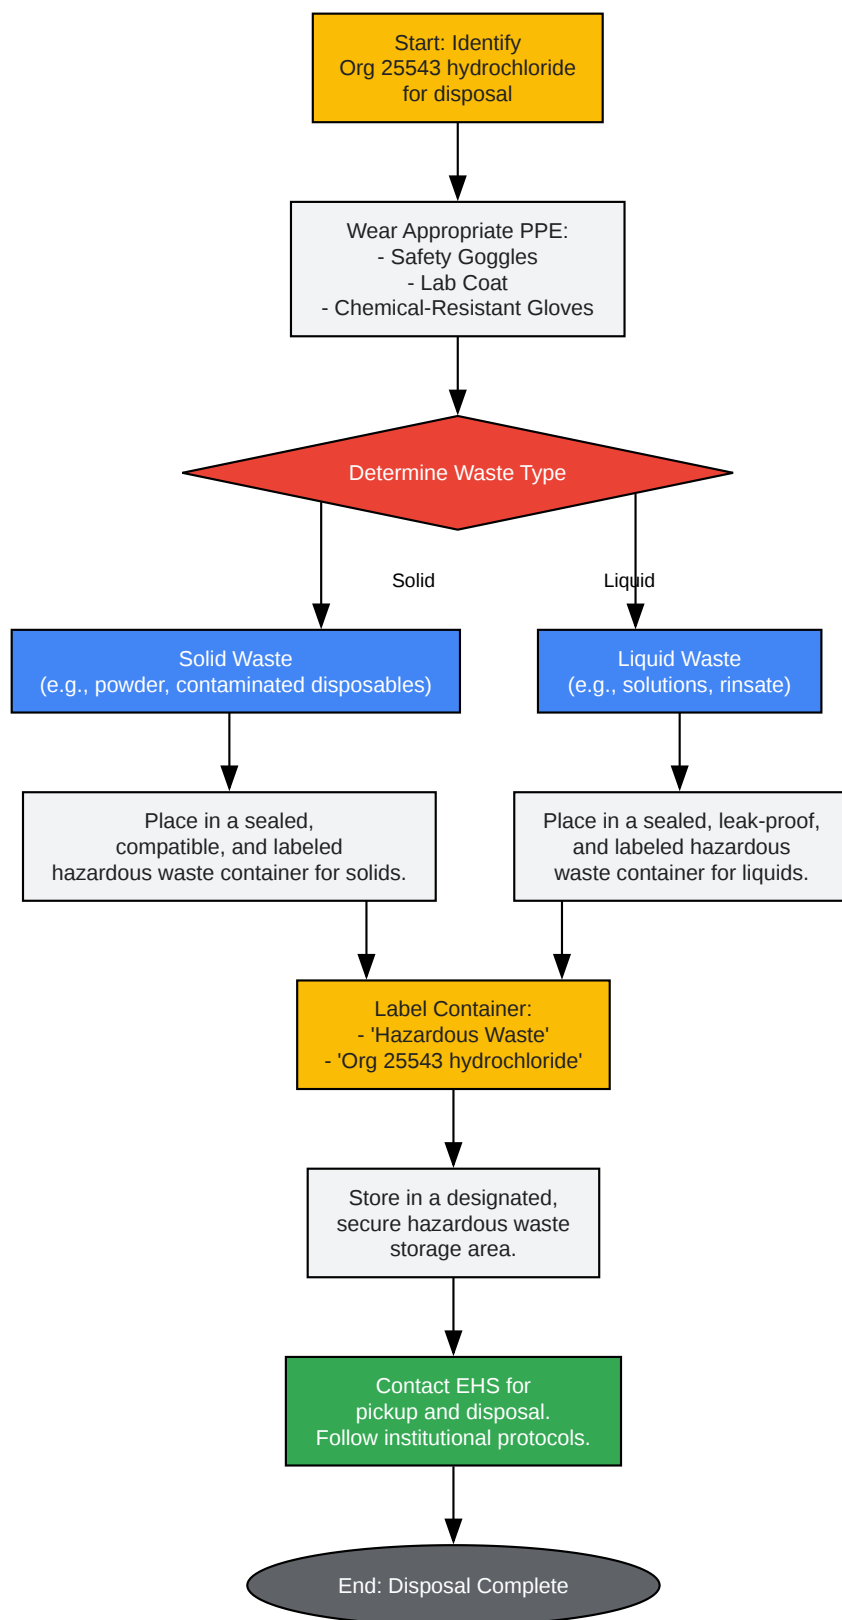 Start: Identify
Org 25543 hydrochloride
for disposal
Wear Appropriate PPE:
- Safety Goggles
- Lab Coat
- Chemical-Resistant Gloves
Determine Waste Type
Solid
Liquid
Solid Waste
(e.g., powder, contaminated disposables)
Liquid Waste
(e.g., solutions, rinsate)
Place in a sealed,
compatible, and labeled
hazardous waste container for solids.
Place in a sealed, leak-proof,
and labeled hazardous
waste container for liquids.
Label Container:
- 'Hazardous Waste'
- 'Org 25543 hydrochloride'
Store in a designated,
secure hazardous waste
storage area.
Contact EHS for
pickup and disposal.
Follow institutional protocols.
End: Disposal Complete